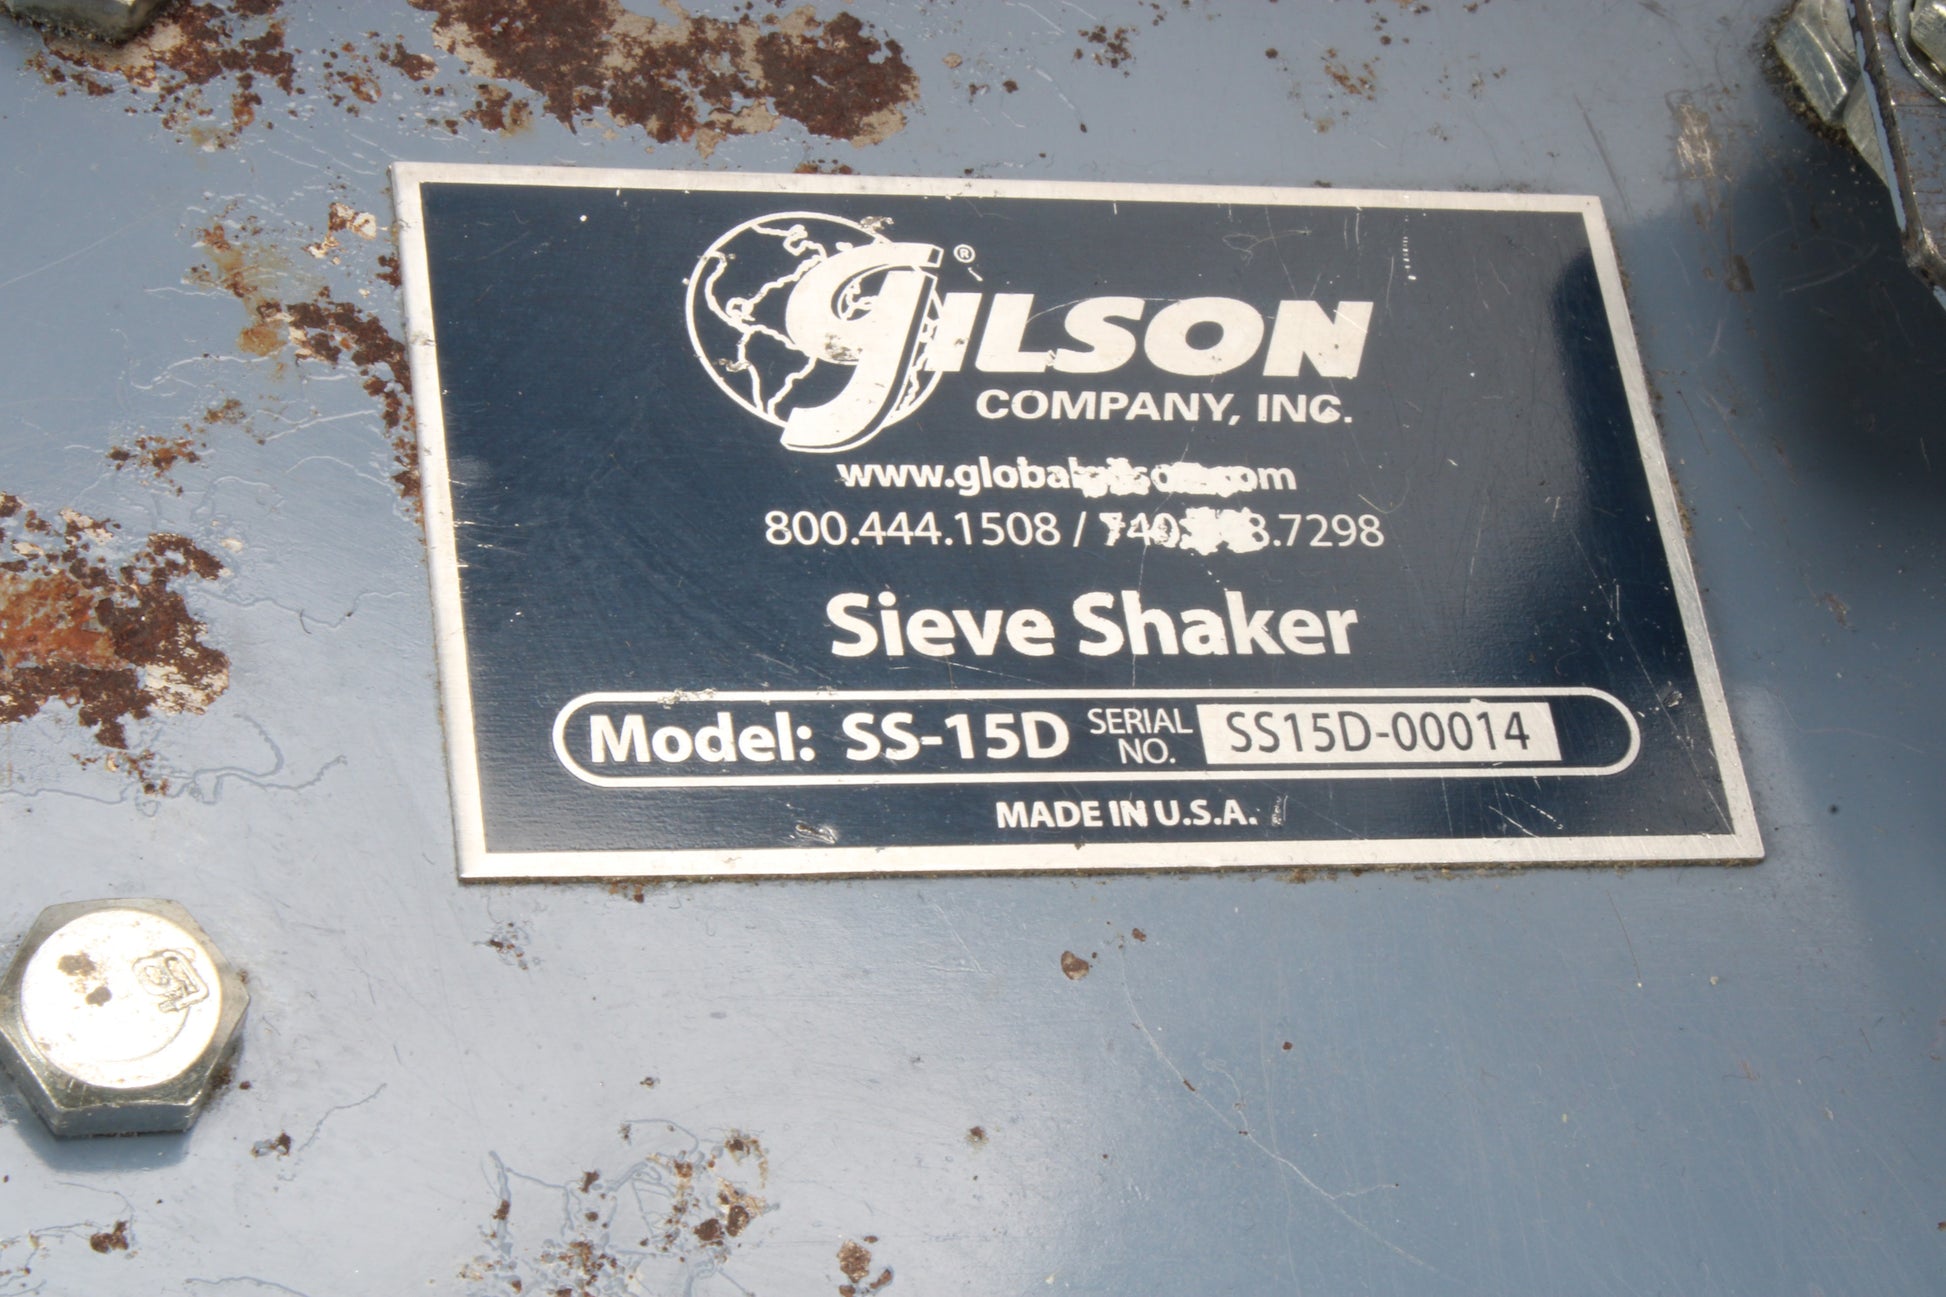 GILSON ®
COMPANY, INC.
800.444.1508 /
Sieve Shaker
Model: SS-15D SERIAL NO. SS15D-00014
MADE IN U.S.A.